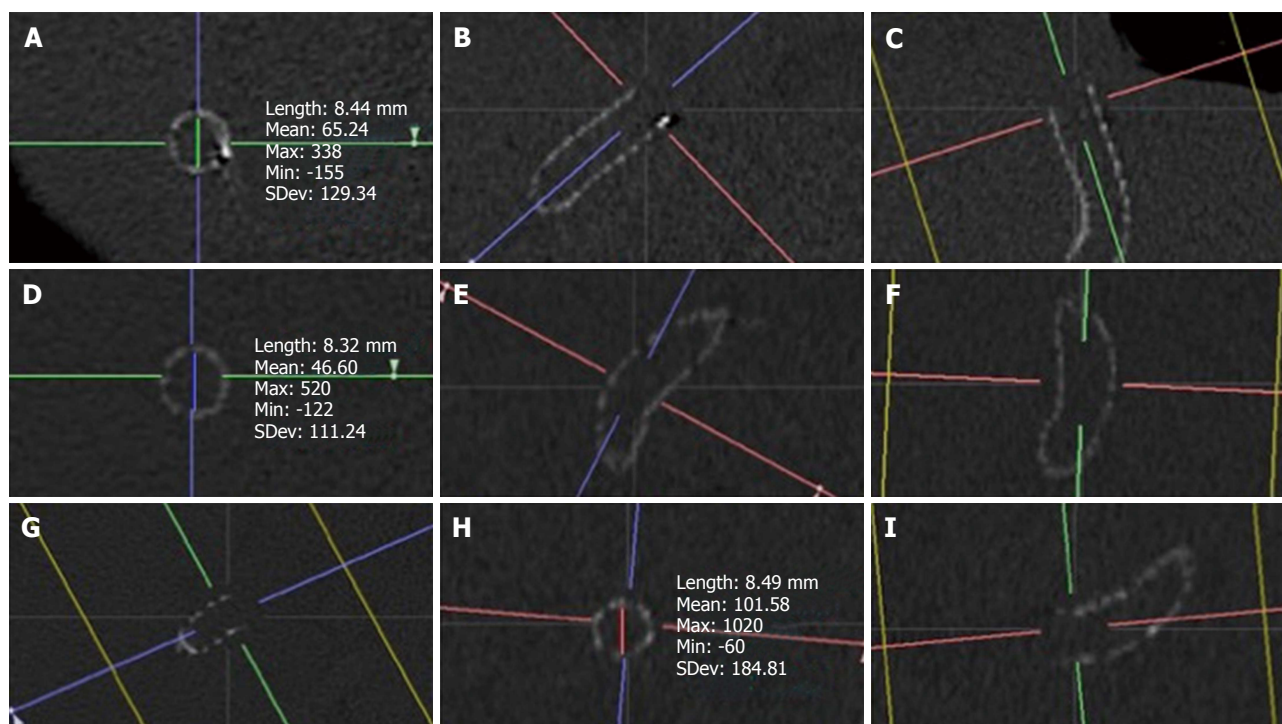 A
Length: 8.44 mm
Mean: 65.24
Max: 338
Min: -155
SDev: 129.34
B
C
D
Length: 8.32 mm
Mean: 46.60
Max: 520
Min: -122
SDev: 111.24
E
F
G
H
Length: 8.49 mm
Mean: 101.58
Max: 1020
Min: -60
SDev: 184.81
I